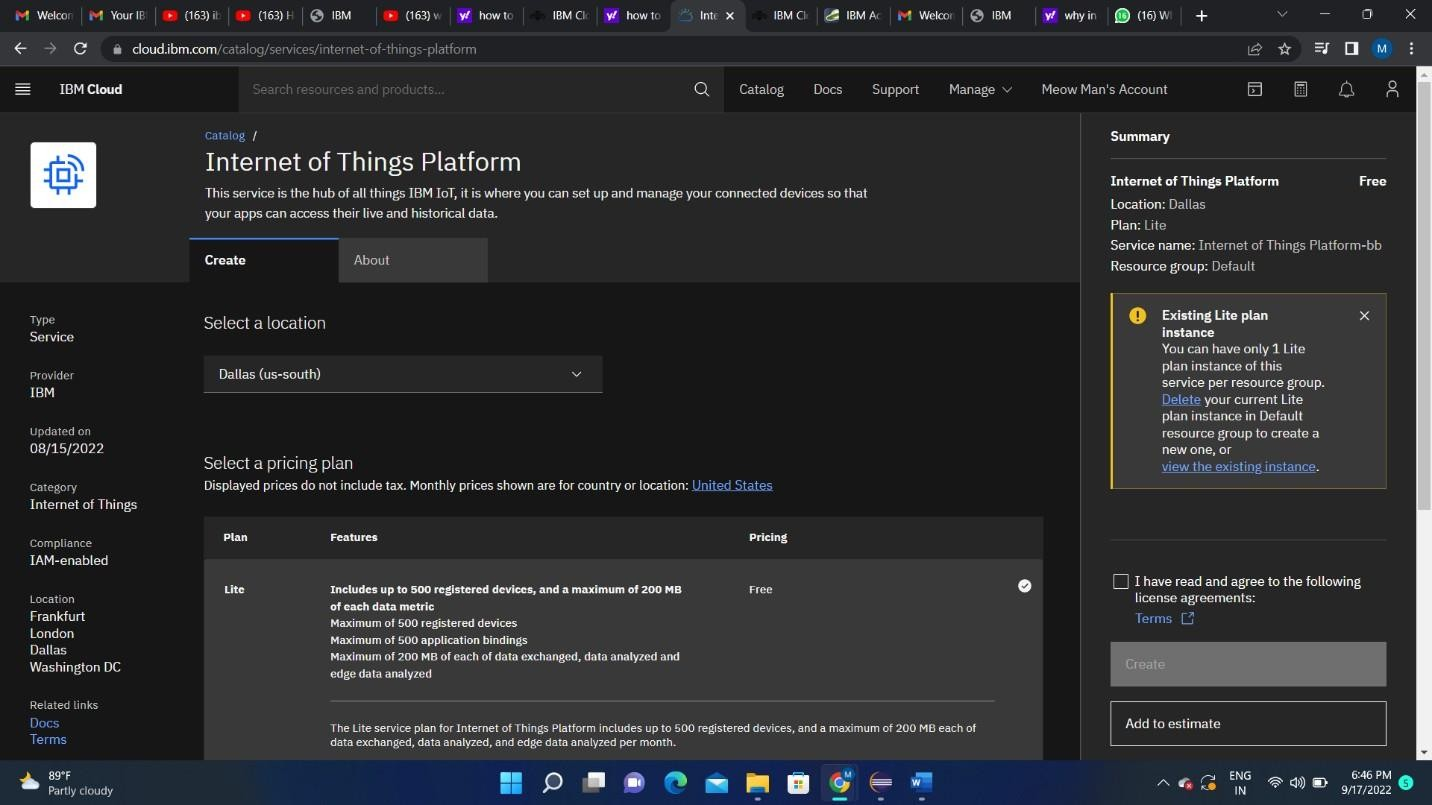 Welcon
Your IB
(163) ib
(163) H
IBM
(163) w
how to
IBM Clo
how to
Inte
IBM Clo
IBM Ac
Welcon
IBM
why in
(16) W
cloud.ibm.com/catalog/services/internet-of-things-platform
M
IBM Cloud
Search resources and products...
Catalog
Docs
Support
Manage
Meow Man's Account
Catalog /
Internet of Things Platform
This service is the hub of all things IBM IoT, it is where you can set up and manage your connected devices so that
your apps can access their live and historical data.
Create
About
Type
Service
Provider
IBM
Updated on
08/15/2022
Category
Internet of Things
Compliance
IAM-enabled
Location
Frankfurt
London
Dallas
Washington DC
Related links
Docs
Terms
Select a location
Dallas (us-south)
Select a pricing plan
Displayed prices do not include tax. Monthly prices shown are for country or location: United States
Plan Features Pricing
Lite
Includes up to 500 registered devices, and a maximum of 200 MB
of each data metric
Maximum of 500 registered devices
Maximum of 500 application bindings
Maximum of 200 MB of each of data exchanged, data analyzed and
edge data analyzed
Free
The Lite service plan for Internet of Things Platform includes up to 500 registered devices, and a maximum of 200 MB each of
data exchanged, data analyzed, and edge data analyzed per month.
Summary
Internet of Things Platform Free
Location: Dallas
Plan: Lite
Service name: Internet of Things Platform-bb
Resource group: Default
Existing Lite plan
instance
You can have only 1 Lite
plan instance of this
service per resource group.
Delete your current Lite
plan instance in Default
resource group to create a
new one, or
view the existing instance.
I have read and agree to the following
license agreements:
Terms
Create
Add to estimate
89°F
Partly cloudy
ENG
IN
6:46 PM
9/17/2022